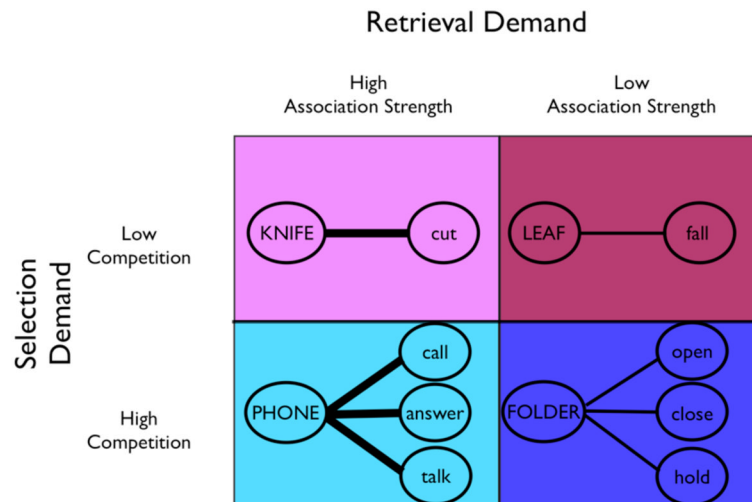 Retrieval Demand
High
Association Strength
Low
Association Strength
Selection
Demand
Low
Competition
KNIFE
cut
LEAF
fall
High
Competition
PHONE
call
answer
talk
FOLDER
open
close
hold